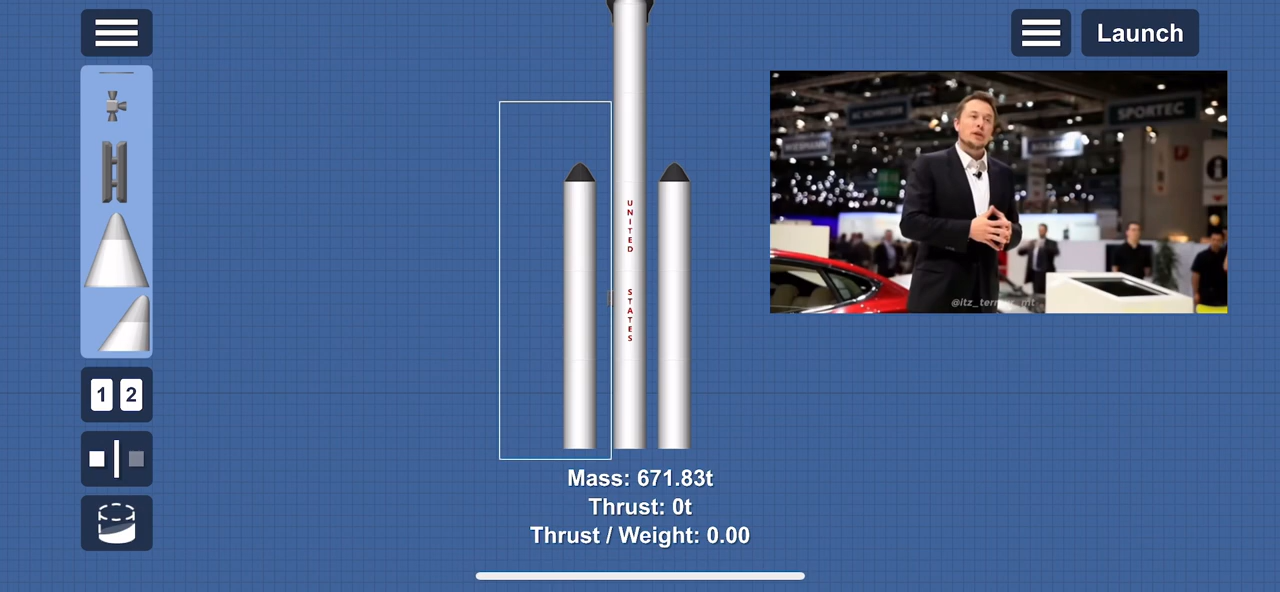 Launch
SPORTEC
UNITED
STATES
1 2
Mass: 671.83t
Thrust: 0t
Thrust / Weight: 0.00